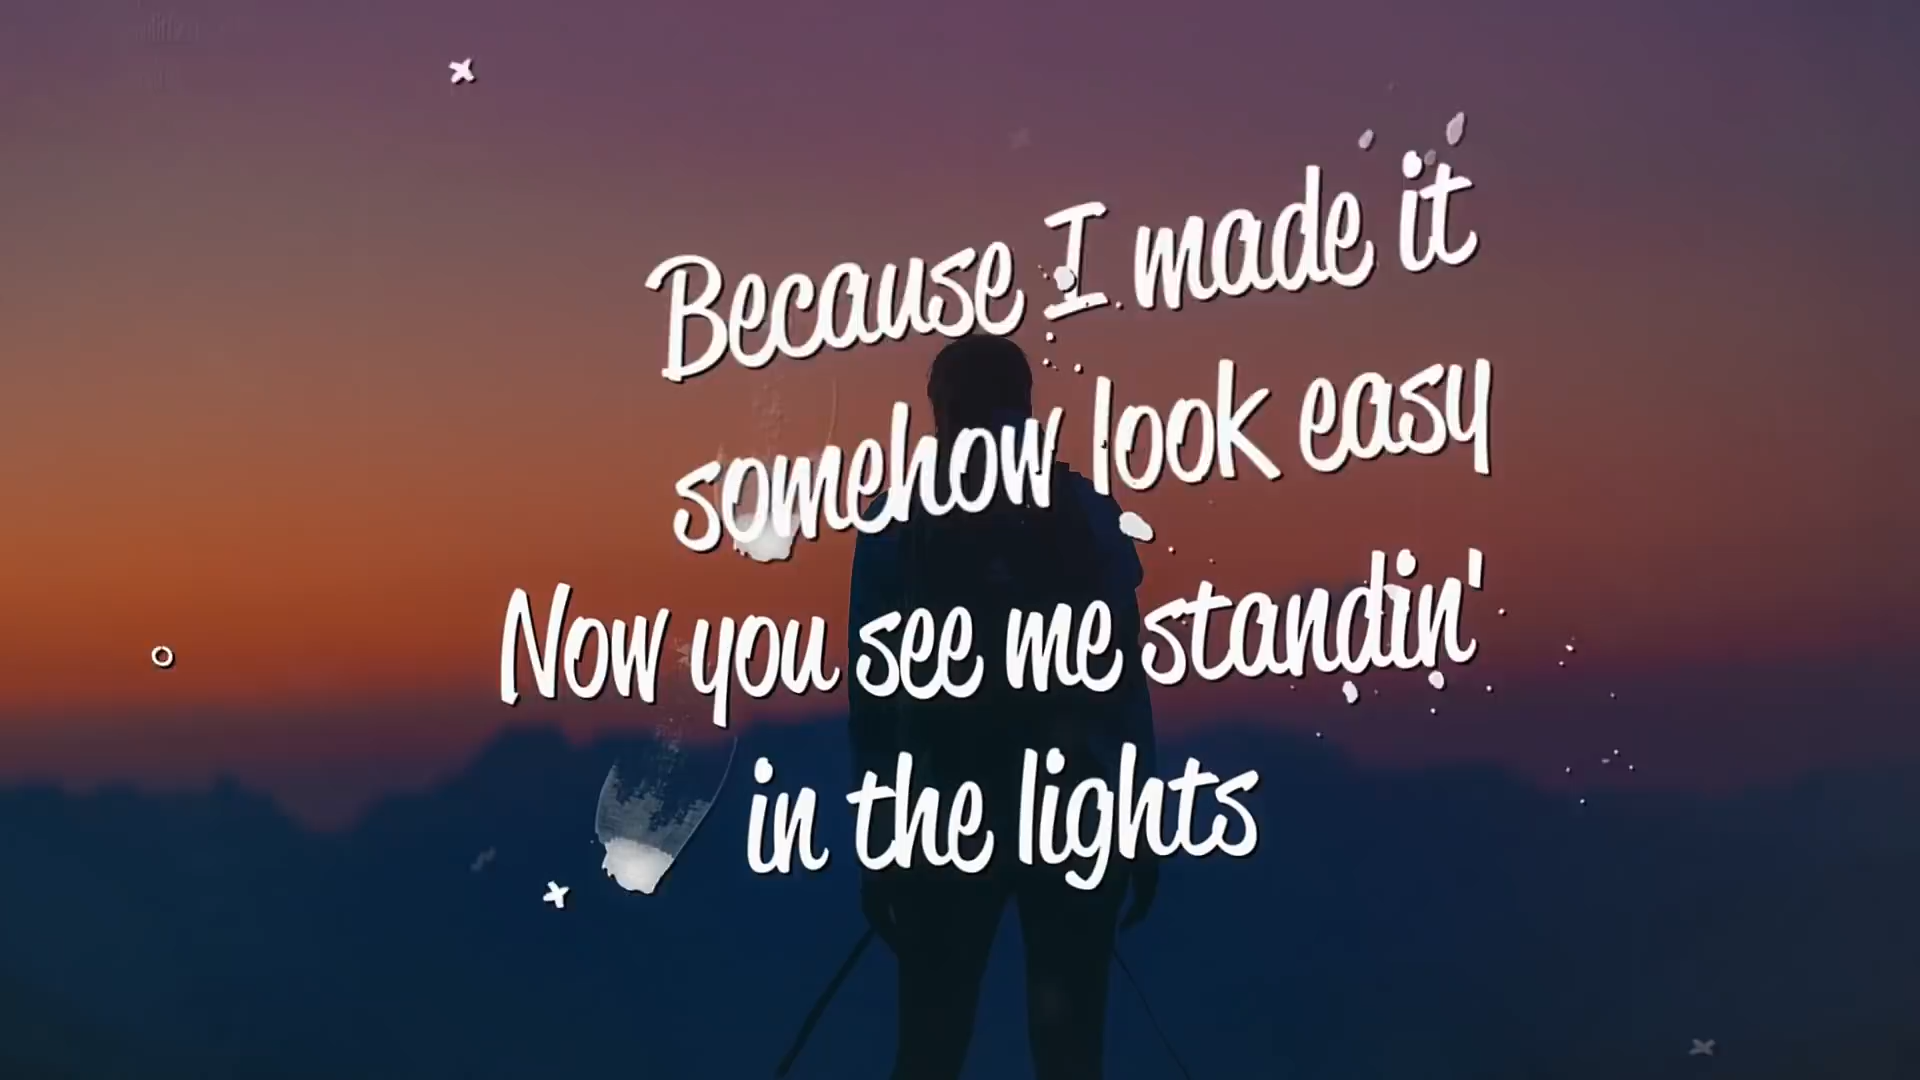 Because I made it
somehow look easy
Now you see me standin'
in the lights